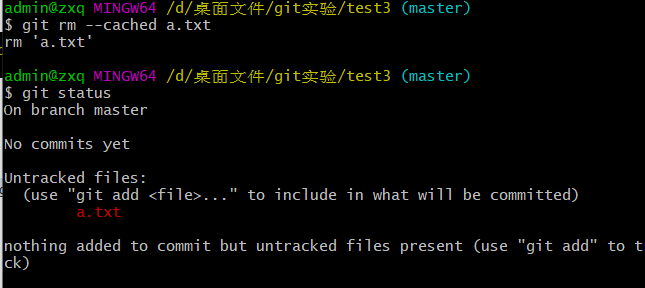 admin@zxq MINGW64 /d/桌面文件/git实验/test3 (master)
$ git rm --cached a.txt
rm 'a.txt'
admin@zxq MINGW64 /d/桌面文件/git实验/test3 (master)
$ git status
On branch master
No commits yet
Untracked files:
  (use "git add <file>..." to include in what will be committed)
        a.txt
nothing added to commit but untracked files present (use "git add" to t
ck)